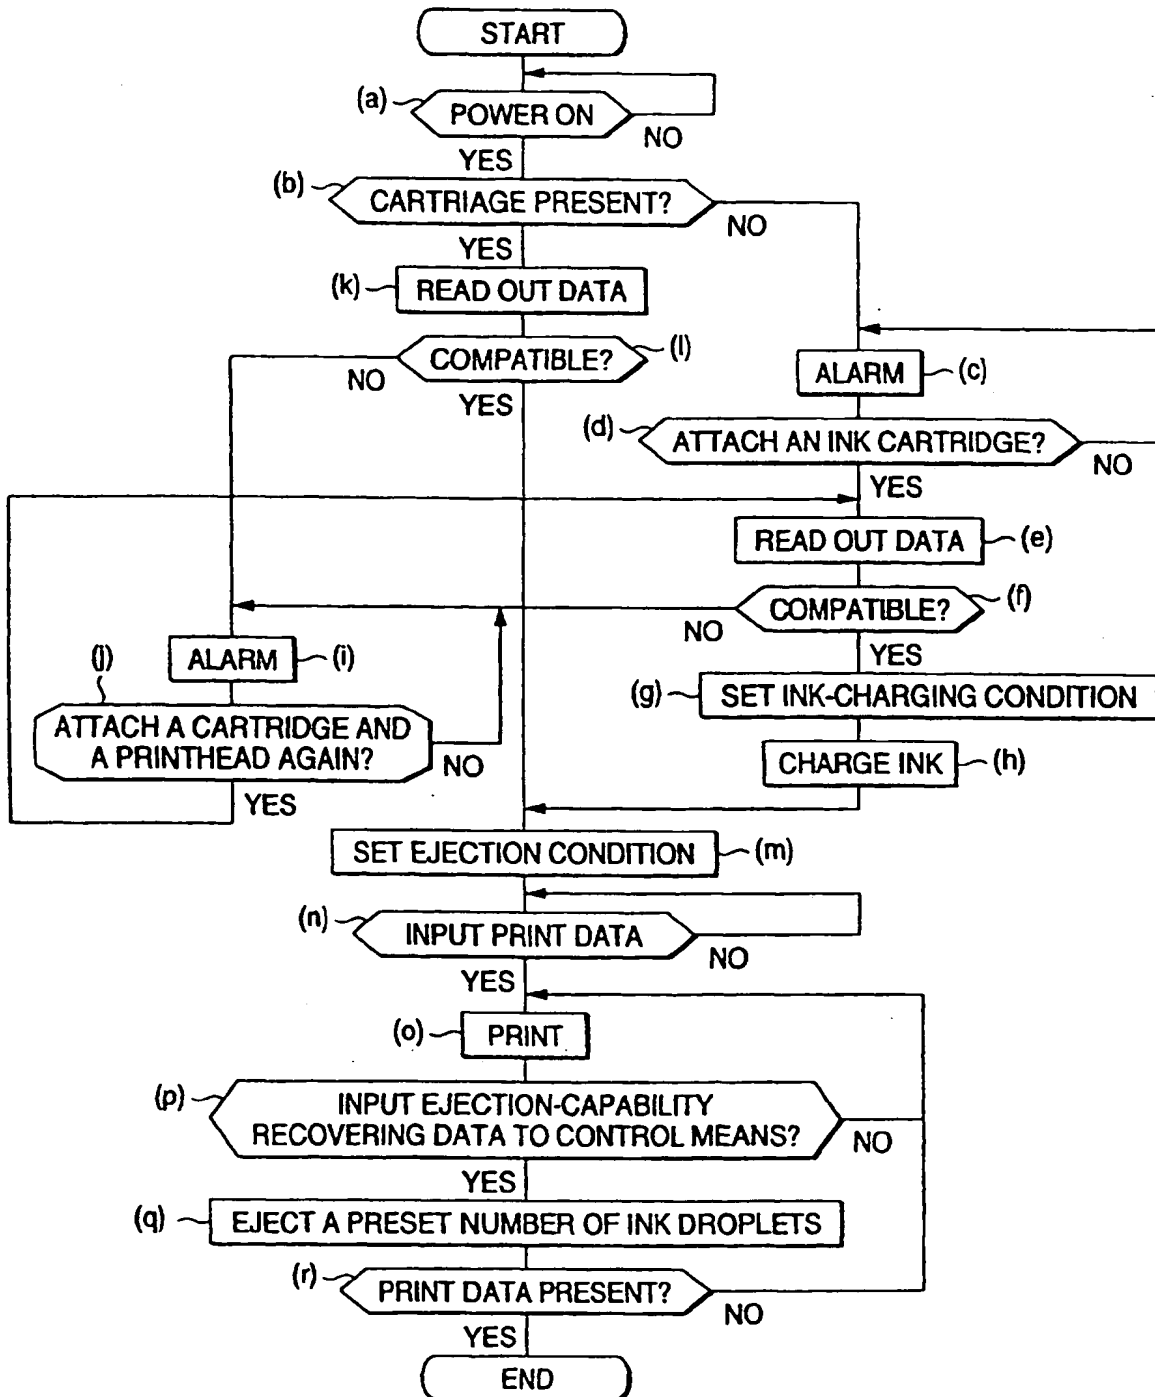 START
(a)
POWER ON
NO
YES
(b)
CARTRIAGE PRESENT?
NO
YES
(k)
READ OUT DATA
COMPATIBLE?
(l)
NO
YES
ALARM
(c)
(d)
ATTACH AN INK CARTRIDGE?
NO
YES
READ OUT DATA
(e)
COMPATIBLE?
(f)
NO
YES
(j)
ALARM
(i)
(g)
SET INK-CHARGING CONDITION
ATTACH A CARTRIDGE AND
A PRINTHEAD AGAIN?
NO
YES
CHARGE INK
(h)
SET EJECTION CONDITION
(m)
(n)
INPUT PRINT DATA
NO
YES
(o)
PRINT
(p)
INPUT EJECTION-CAPABILITY
RECOVERING DATA TO CONTROL MEANS?
NO
YES
(q)
EJECT A PRESET NUMBER OF INK DROPLETS
(r)
PRINT DATA PRESENT?
NO
YES
END